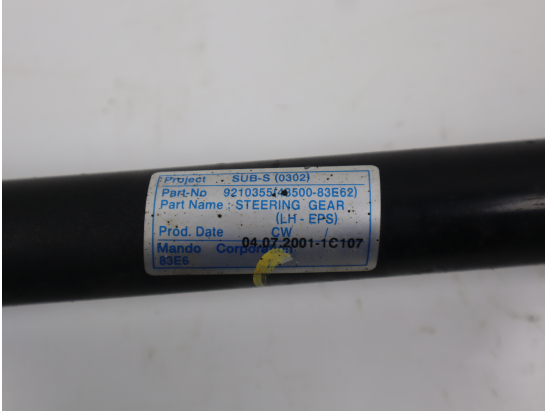 Project : SUB-S (0302)
Part-No 9210355(48500-83E62)
Part Name : STEERING GEAR
(LH - EPS)
Prod. Date CW /
04.07.2001-1C107
Mando Corporation
83E6